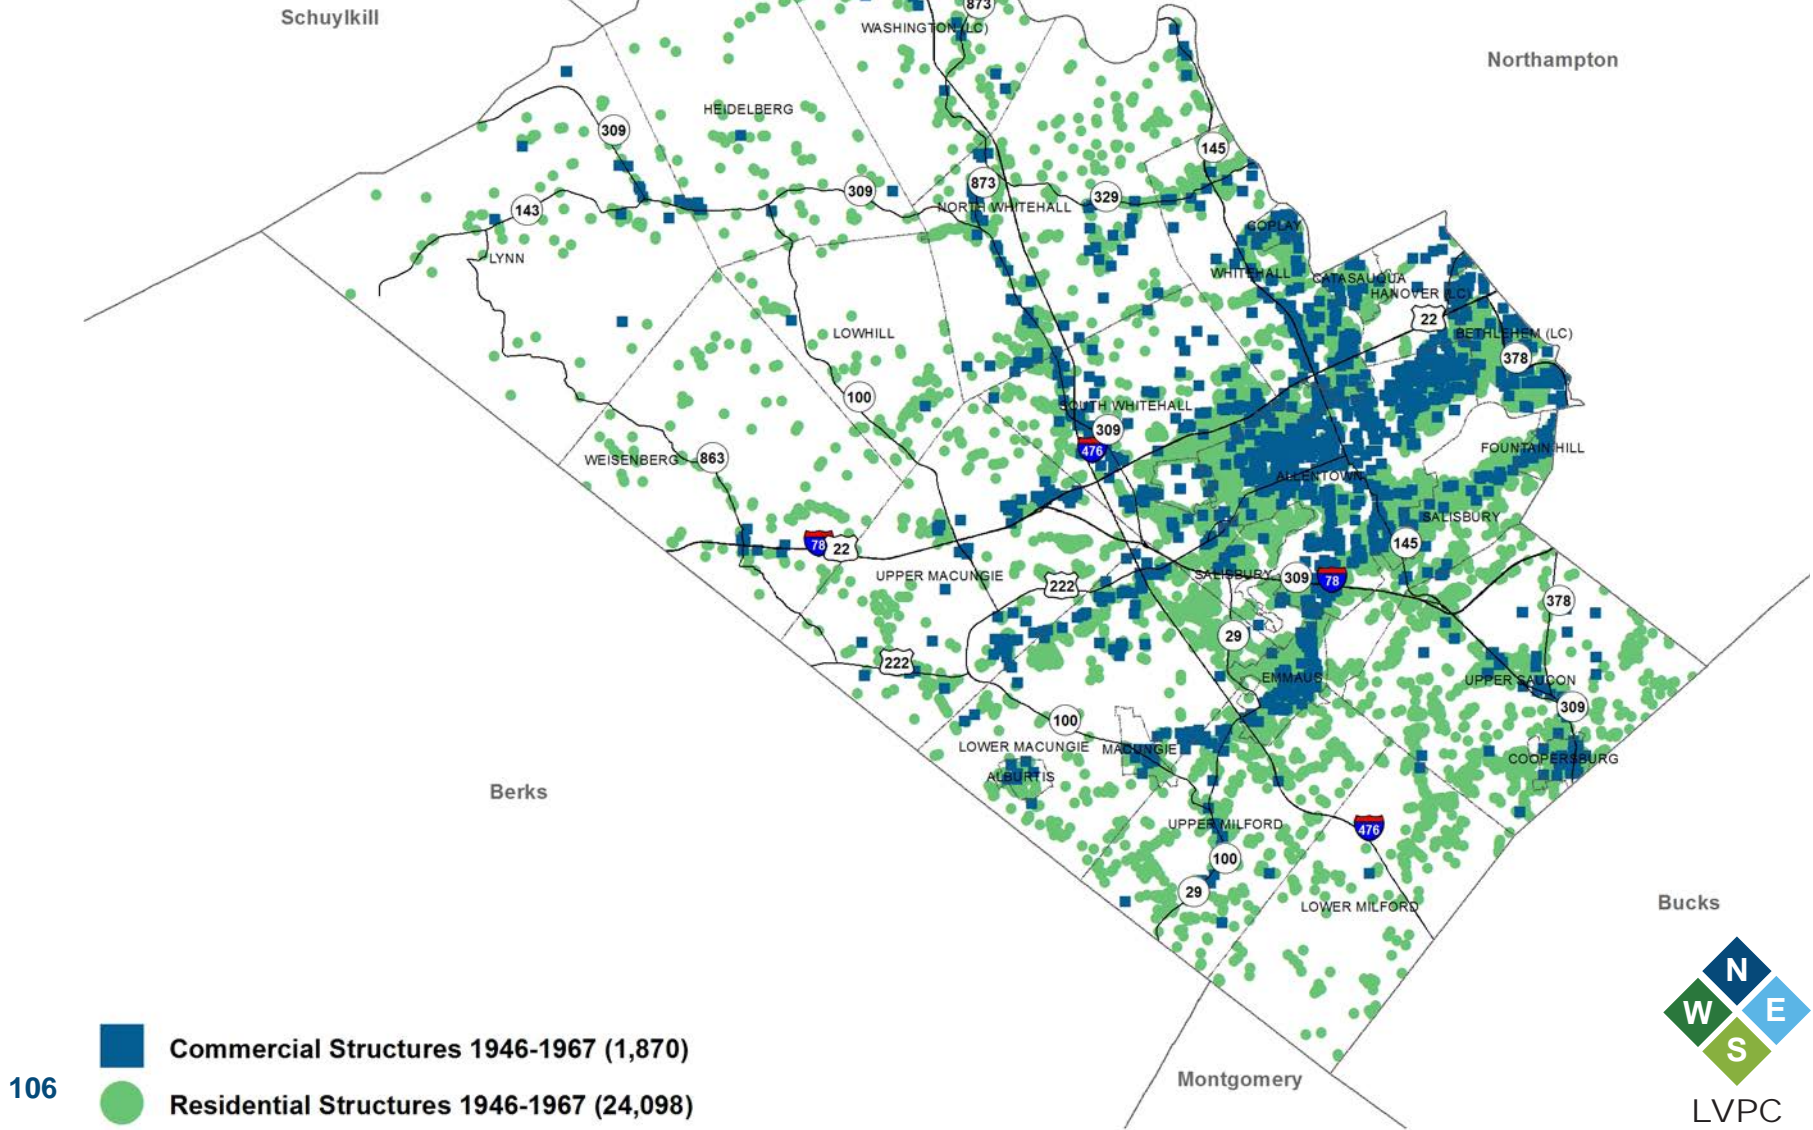 Schuylkill
873
WASHINGTON (LC)
Northampton
HEIDELBERG
309
145
873
309
329
143
NORTH WHITEHALL
COPLAY
LYNN
WHITEHALL
CATASAUQUA
HANOVER (LC)
22
LOWHILL
BETHLEHEM (LC)
378
100
SOUTH WHITEHALL
309
476
FOUNTAIN HILL
WEISENBERG
863
ALLENTOWN
SALISBURY
78
22
145
UPPER MACUNGIE
222
SALISBURY
309
78
378
29
222
EMMAUS
UPPER SAUCON
309
100
LOWER MACUNGIE
MACUNGIE
COOPERSBURG
ALBURTIS
Berks
UPPER MILFORD
476
100
29
LOWER MILFORD
Bucks
N
W
E
S
LVPC
Commercial Structures 1946-1967 (1,870)
Montgomery
106
Residential Structures 1946-1967 (24,098)